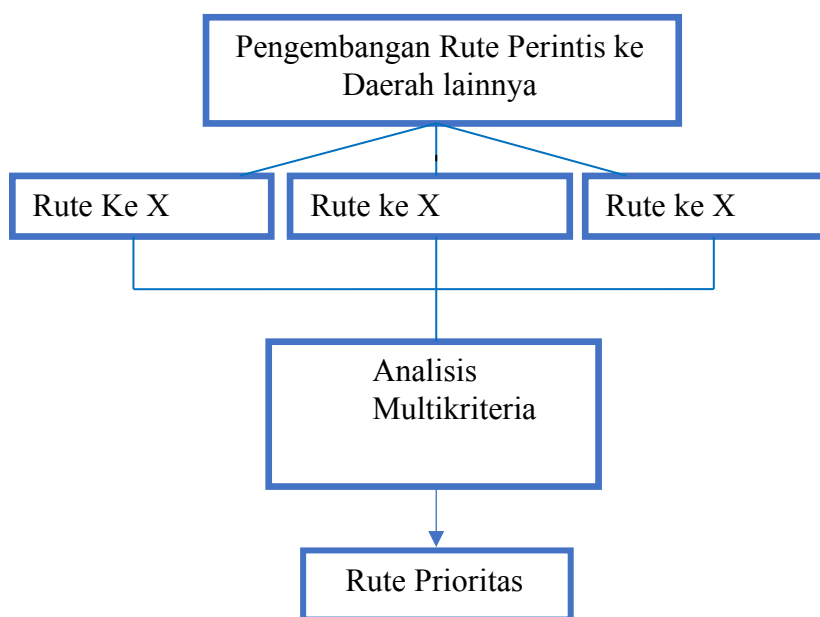 Pengembangan Rute Perintis ke
Daerah lainnya
Rute Ke X
Rute ke X
Rute ke X
Analisis
Multikriteria
Rute Prioritas